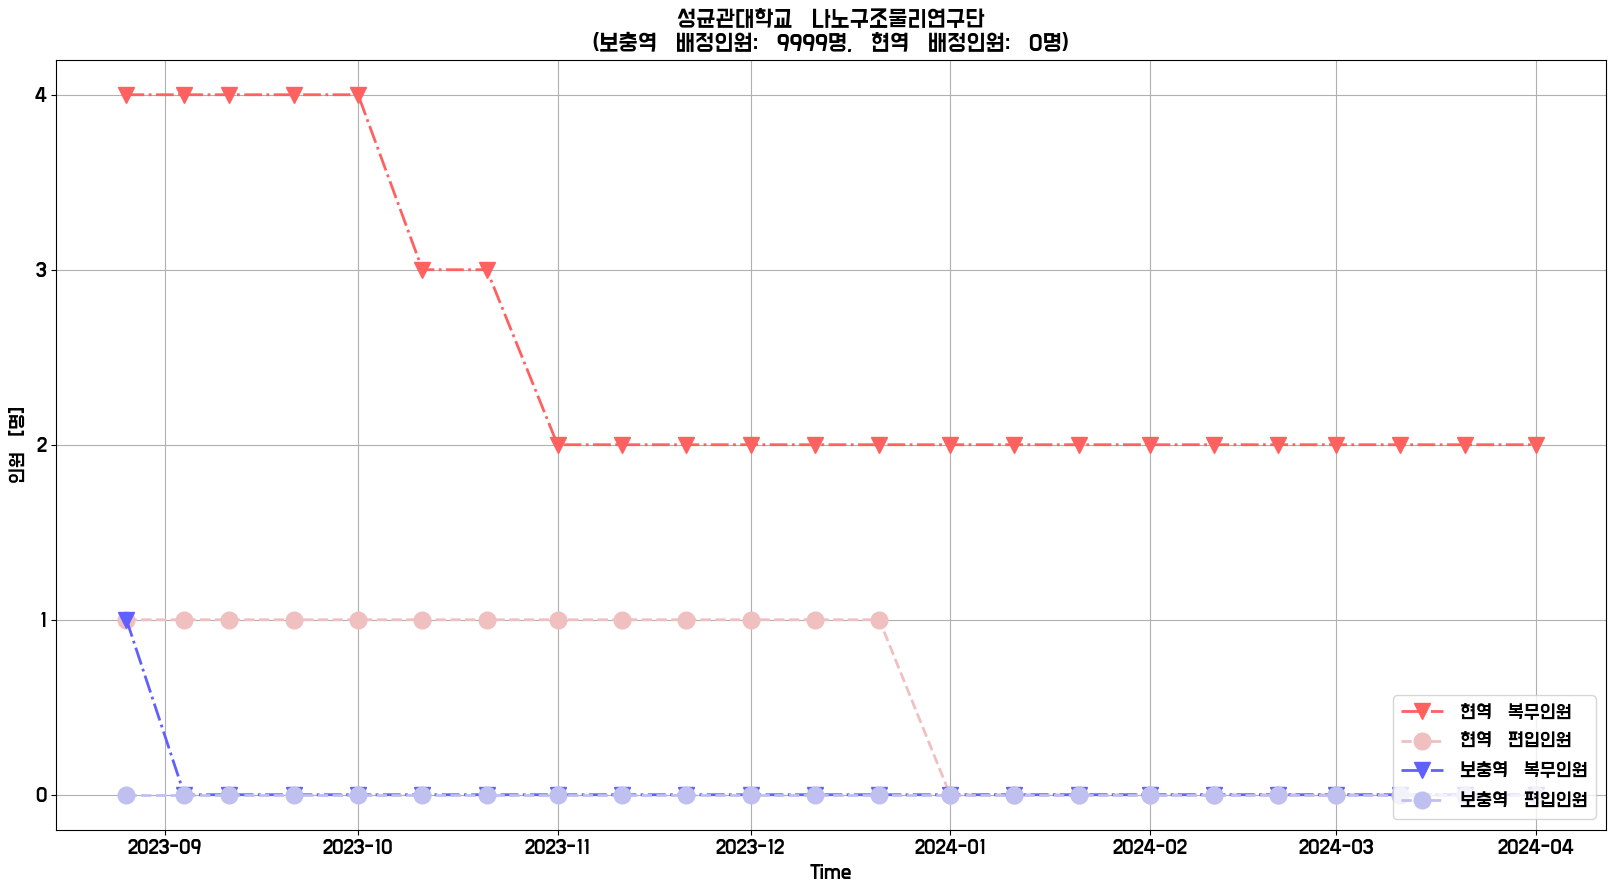 성균관대학교 나노구조물리연구단
(보충역 배정인원: 9999명, 현역 배정인원: 0명)
4
3
2
1
0
인원 [명]
현역 복무인원
현역 편입인원
보충역 복무인원
보충역 편입인원
2023-09 2023-10 2023-11 2023-12 2024-01 2024-02 2024-03 2024-04
Time